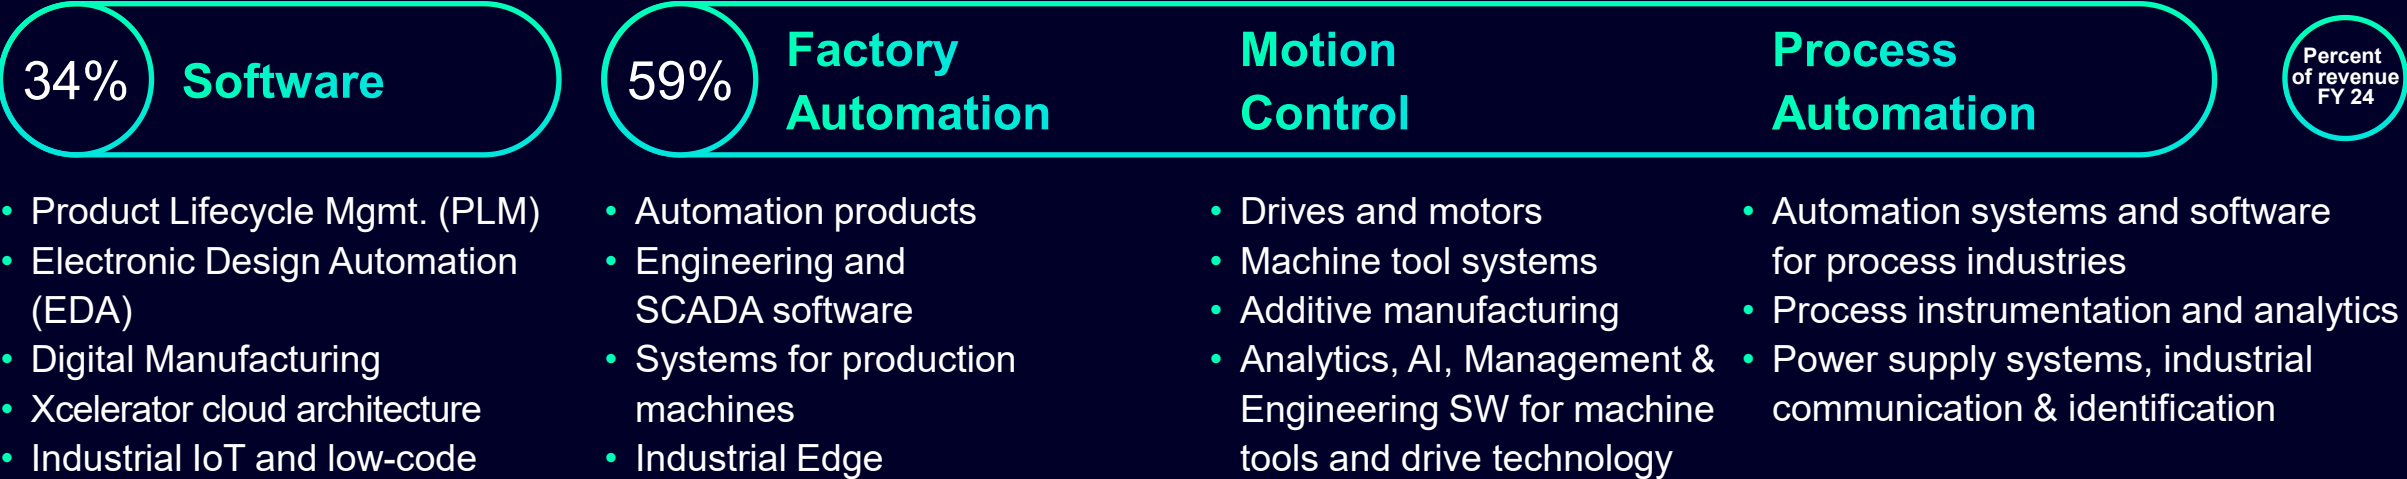 34%
Software
59%
Factory
Automation
Motion
Control
Process
Automation
Percent
of revenue
FY 24
• Product Lifecycle Mgmt. (PLM)
• Electronic Design Automation
(EDA)
• Digital Manufacturing
• Xcelerator cloud architecture
• Industrial IoT and low-code
• Automation products
• Engineering and
SCADA software
• Systems for production
machines
• Industrial Edge
• Drives and motors
• Machine tool systems
• Additive manufacturing
• Analytics, AI, Management &
Engineering SW for machine
tools and drive technology
• Automation systems and software
for process industries
• Process instrumentation and analytics
• Power supply systems, industrial
communication & identification